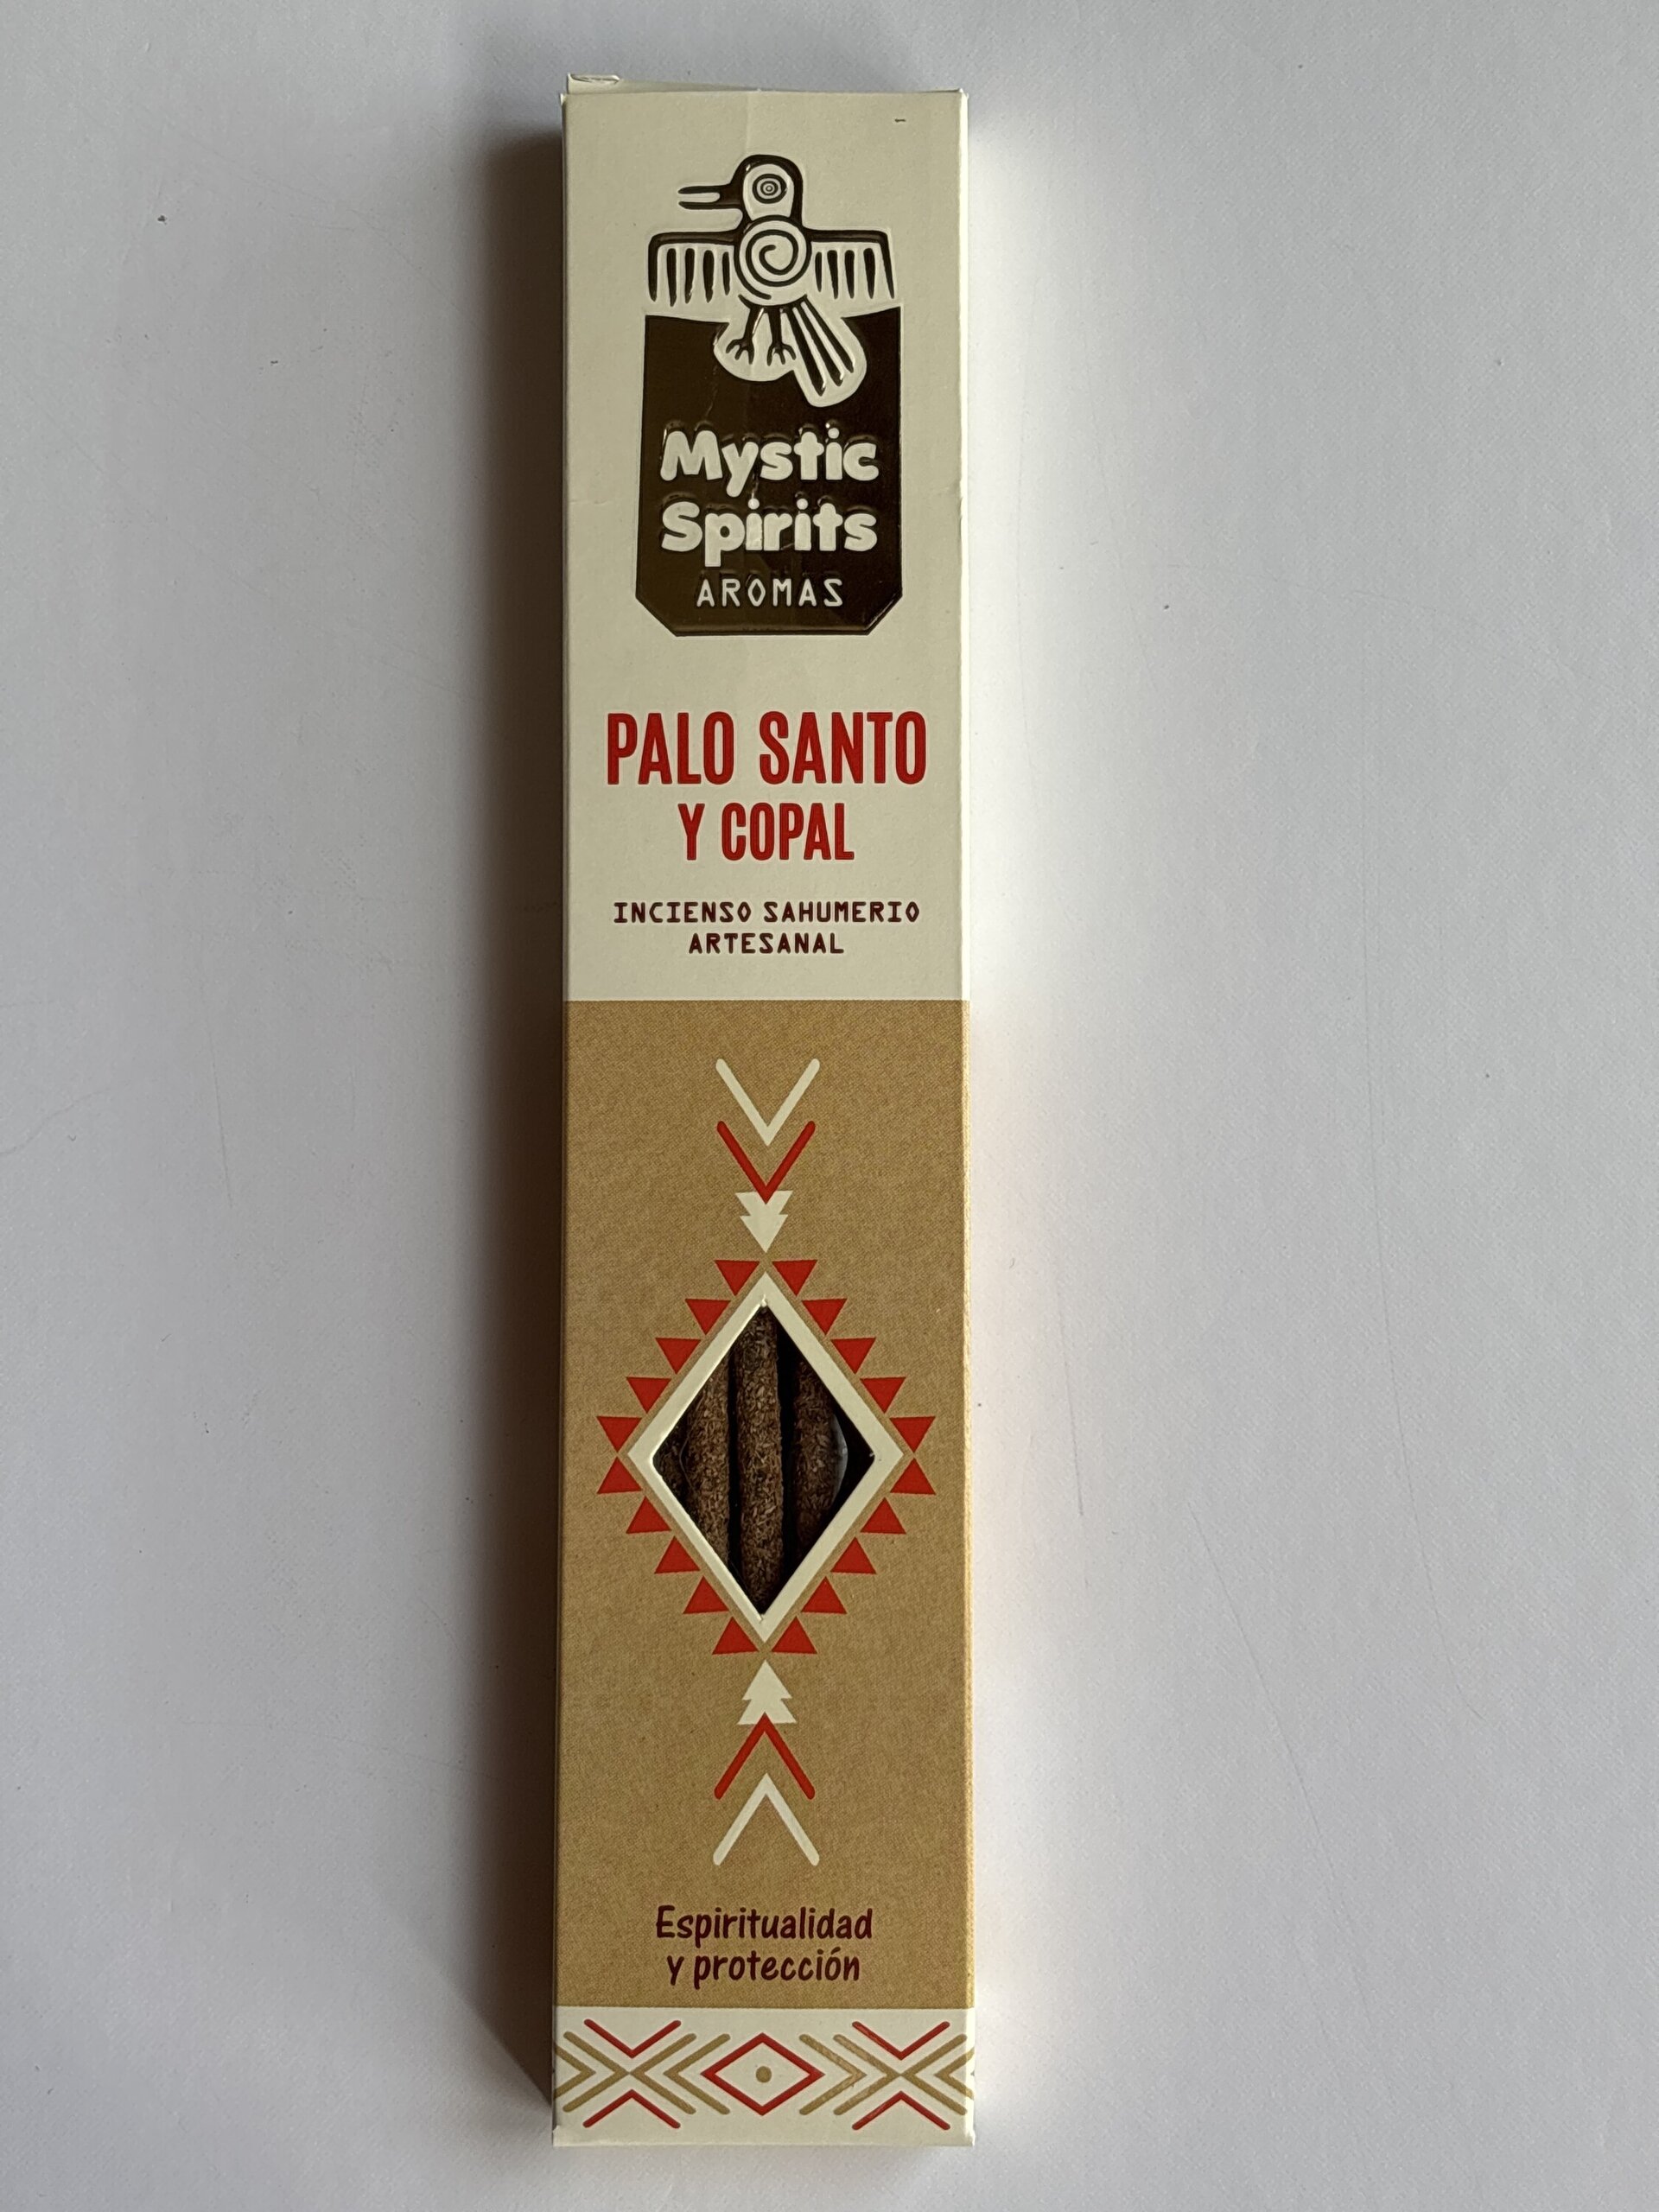 Mystic
Spirits
AROMAS
PALO SANTO
Y COPAL
INCIENSO SAHUMERIO
ARTESANAL
Espiritualidad
y protección